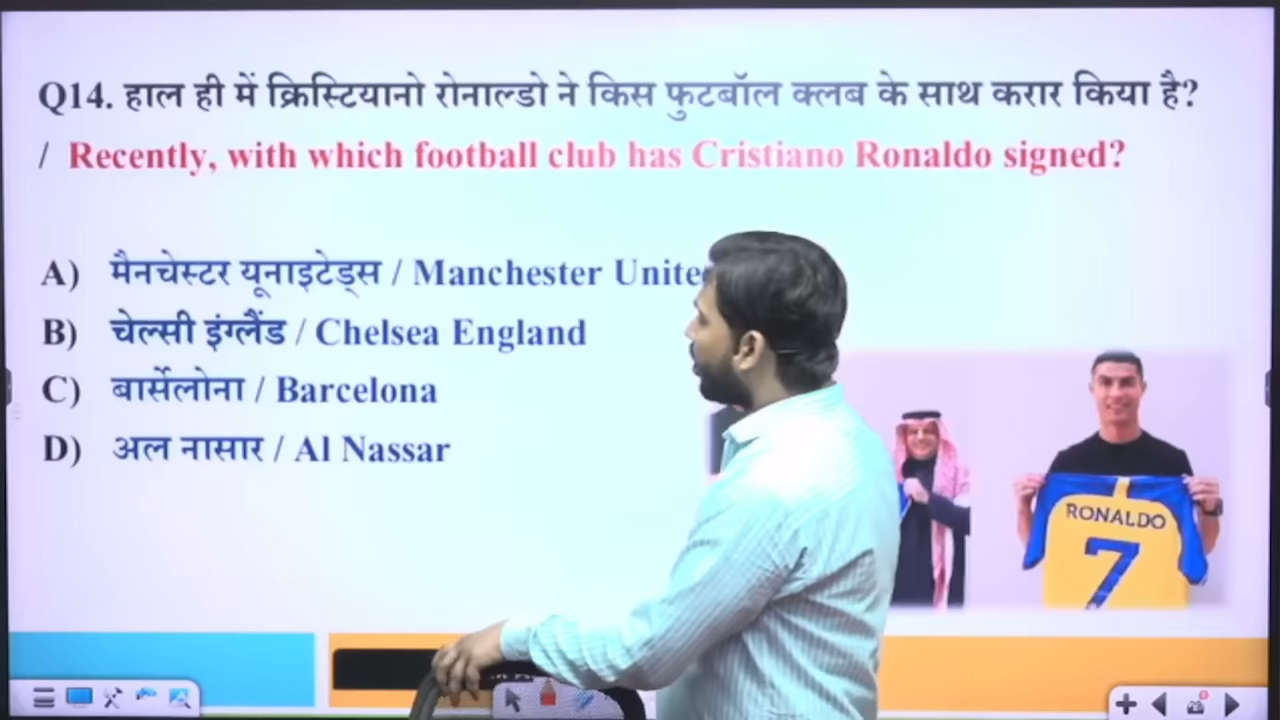 Q14. हाल ही में क्रिस्टियानो रोनाल्डो ने किस फुटबॉल क्लब के साथ करार किया है?
/ Recently, with which football club has Cristiano Ronaldo signed?
A) मैनचेस्टर यूनाइटेड्स / Manchester Unite
B) चेल्सी इंग्लैंड / Chelsea England
C) बार्सेलोना / Barcelona
D) अल नासार / Al Nassar
RONALDO
7